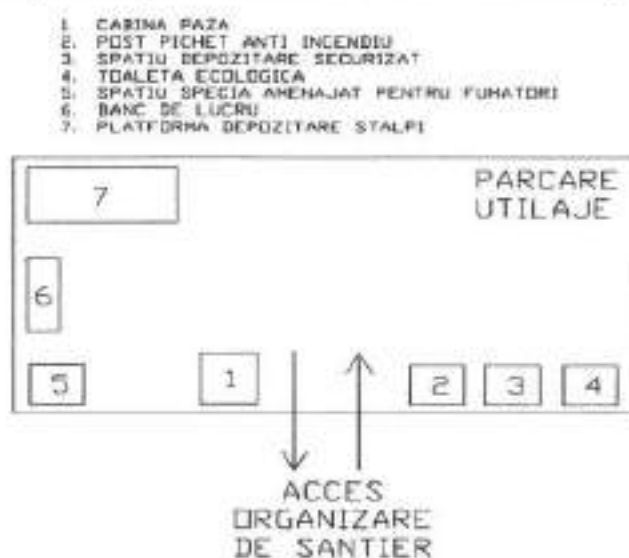 1. CABINA PAZA
2. POST PICHET ANTI INCENDIU
3. SPATIU DEPOZITARE SECURIZAT
4. TOALETA ECOLOGICA
5. SPATIU SPECIA AMENAJAT PENTRU FUMATORI
6. BANC DE LUCRU
7. PLATFORMA DEPOZITARE STALPI
7
PARCARE
UTILAJE
6
5
1
2
3
4
ACCES
ORGANIZARE
DE SANTIER